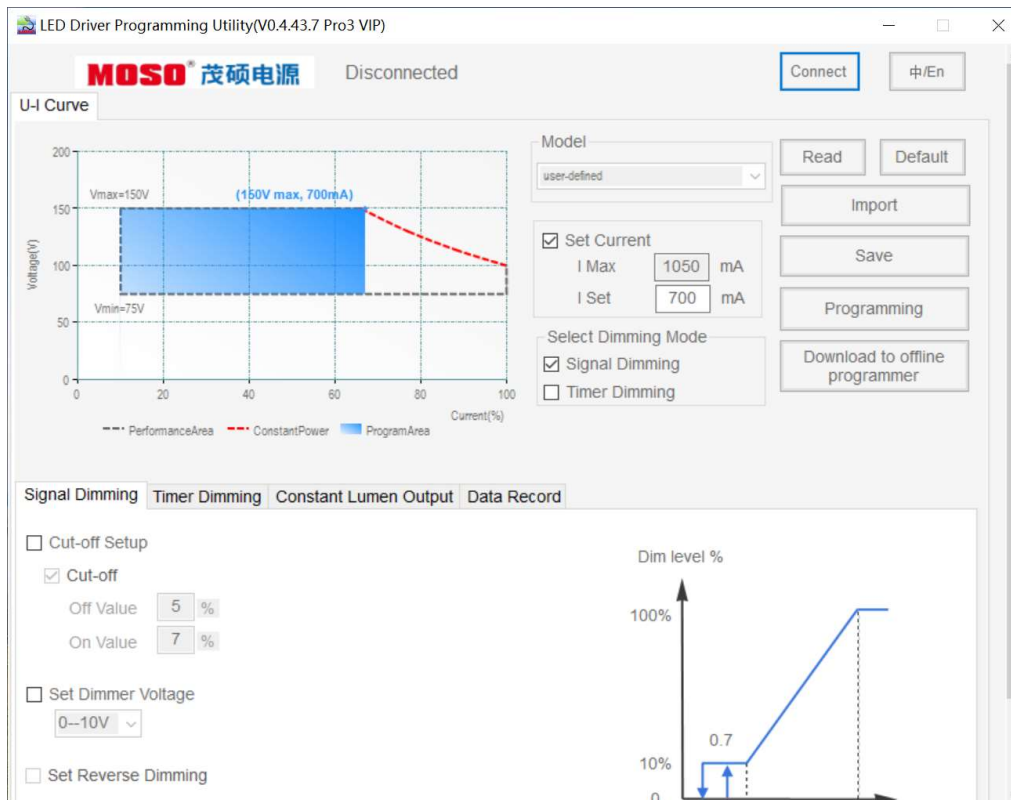 LED Driver Programming Utility(V0.4.43.7 Pro3 VIP)
MOSO® 茂硕电源
Disconnected
Connect
中/En
U-I Curve
200
150
100
50
0
Voltage(V)
Vmax=150V
(150V max, 700mA)
Vmin=75V
0 20 40 60 80 100
Current(%)
PerformanceArea ConstantPower ProgramArea
Model
user-defined
Set Current
I Max 1050 mA
I Set 700 mA
Select Dimming Mode
Signal Dimming
Timer Dimming
Read
Default
Import
Save
Programming
Download to offline
programmer
Signal Dimming Timer Dimming Constant Lumen Output Data Record
Cut-off Setup
Cut-off
Off Value 5 %
On Value 7 %
Set Dimmer Voltage
0--10V
Set Reverse Dimming
Dim level %
100%
0.7
10%
0